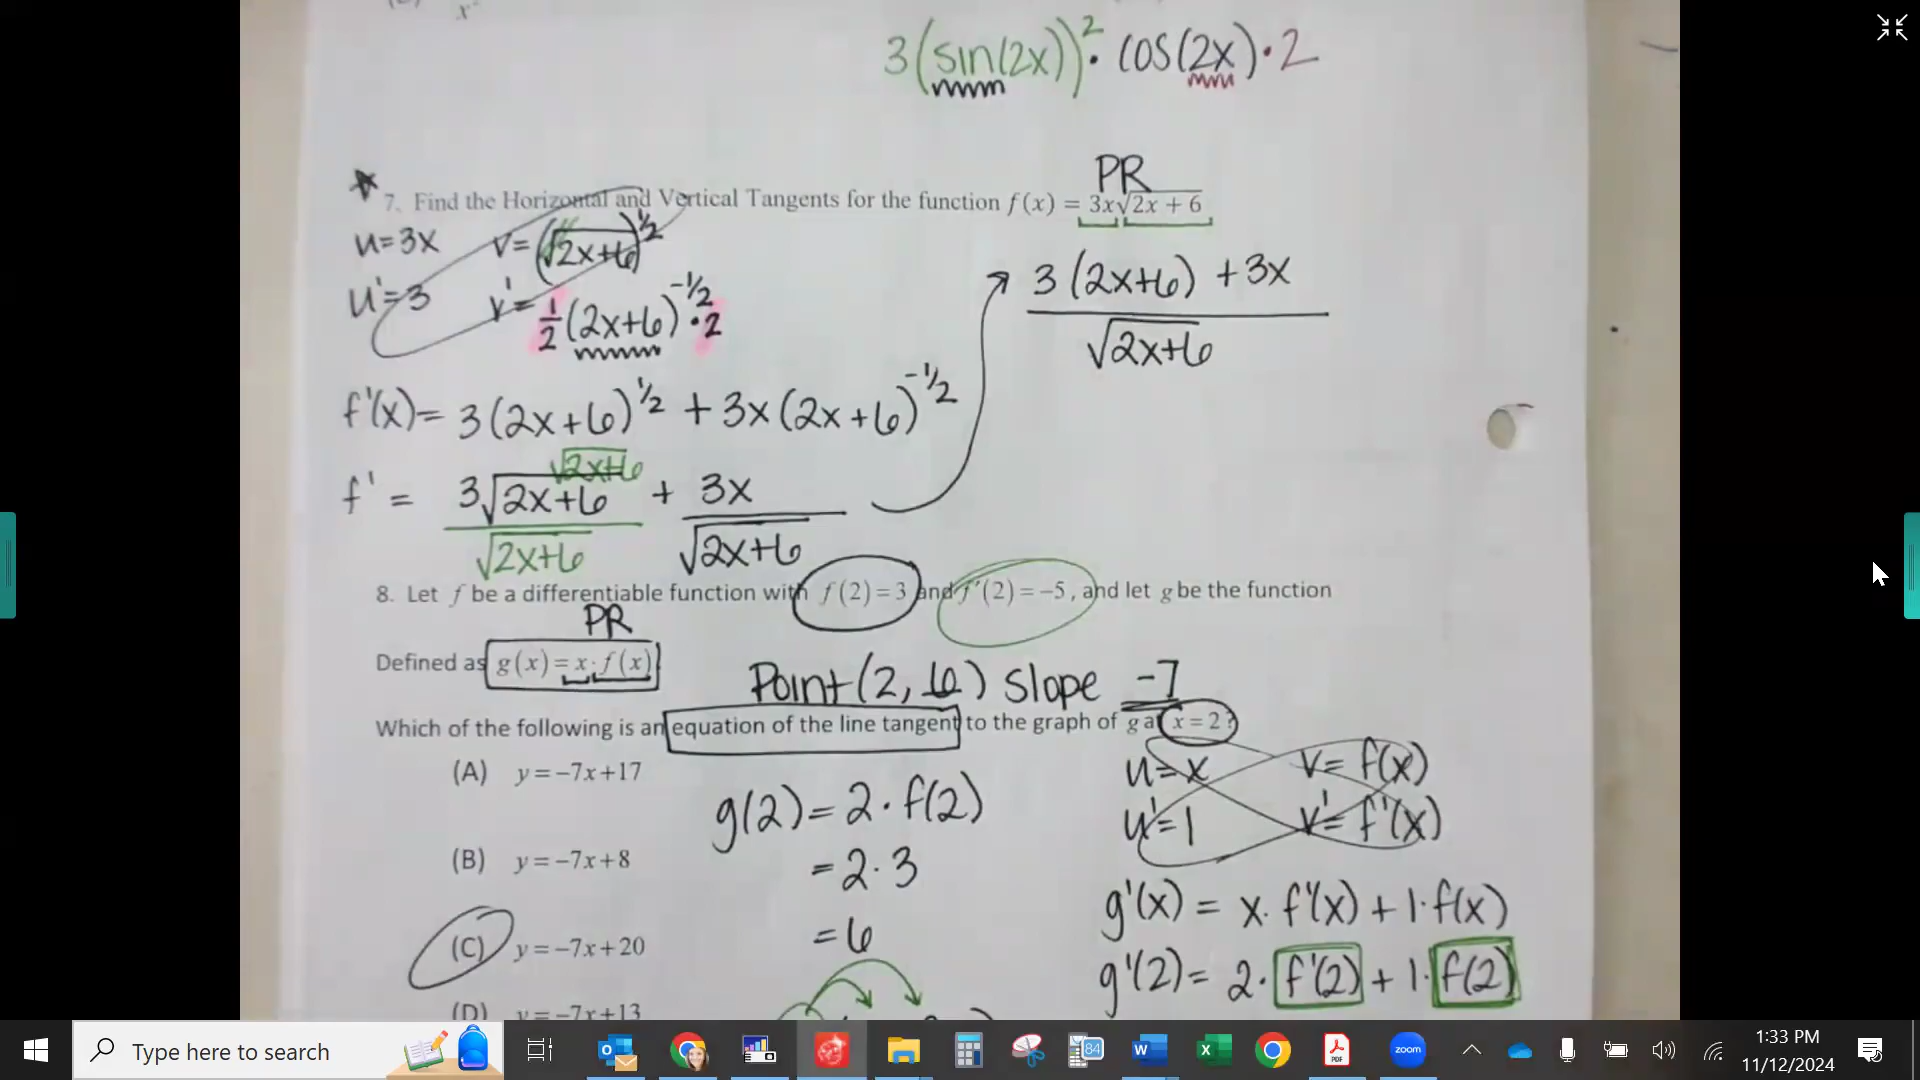 3(sin(2x))² · cos(2x) · 2
PR
7. Find the Horizontal and Vertical Tangents for the function f(x) = 3x√2x + 6
u=3x v=(√2x+6)^1/2
u'=3 v'= 1/2 (2x+6)^-1/2 · 2
3(2x+6) + 3x
√2x+6
f'(x)= 3(2x+6)^1/2 + 3x(2x+6)^-1/2
√2x+6
f' = 3√2x+6 + 3x
√2x+6 √2x+6
8. Let f be a differentiable function with f(2)=3 and f'(2)=-5, and let g be the function
PR
Defined as g(x)=x·f(x)
Point (2, 6) Slope -7
Which of the following is an equation of the line tangent to the graph of g at x=2?
(A) y=-7x+17
(B) y=-7x+8
(C) y=-7x+20
(D) y=-7x+13
g(2)= 2·f(2)
= 2·3
= 6
u=x v= f(x)
u'=1 v'= f'(x)
g'(x) = x·f'(x) + 1·f(x)
g'(2)= 2·f'(2) + 1·f(2)
Type here to search
84
zoom
1:33 PM
11/12/2024